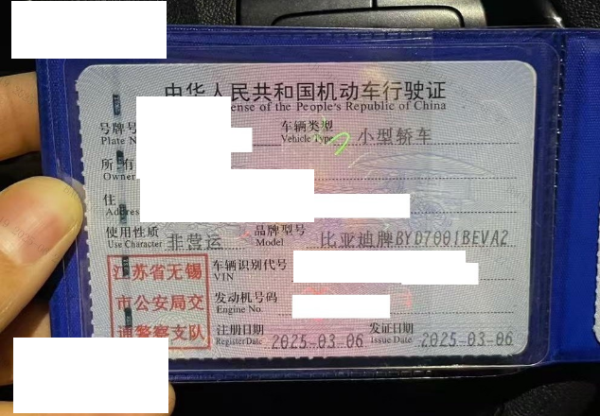 中华人民共和国机动车行驶证
ense of the People's Republic of China
号牌号 车辆类型 小型轿车
Plate N Vehicle Type
所有
Owner
住
Addres
使用性质 非营运 品牌型号 比亚迪牌BYD7001BEVA2
Use Character Model
江苏省无锡
市公安局交
通警察支队
车辆识别代号
VIN
发动机号码
Engine No.
注册日期 2025-03-06 发证日期 2025-03-06
Register Date Issue Date